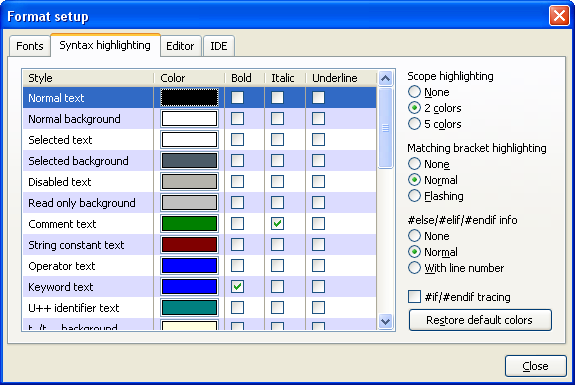 Format setup
Fonts Syntax highlighting Editor IDE
Style Color Bold Italic Underline
Normal text
Normal background
Selected text
Selected background
Disabled text
Read only background
Comment text
String constant text
Operator text
Keyword text
U++ identifier text
background
Scope highlighting
None
2 colors
5 colors
Matching bracket highlighting
None
Normal
Flashing
#else/#elif/#endif info
None
Normal
With line number
#if/#endif tracing
Restore default colors
Close